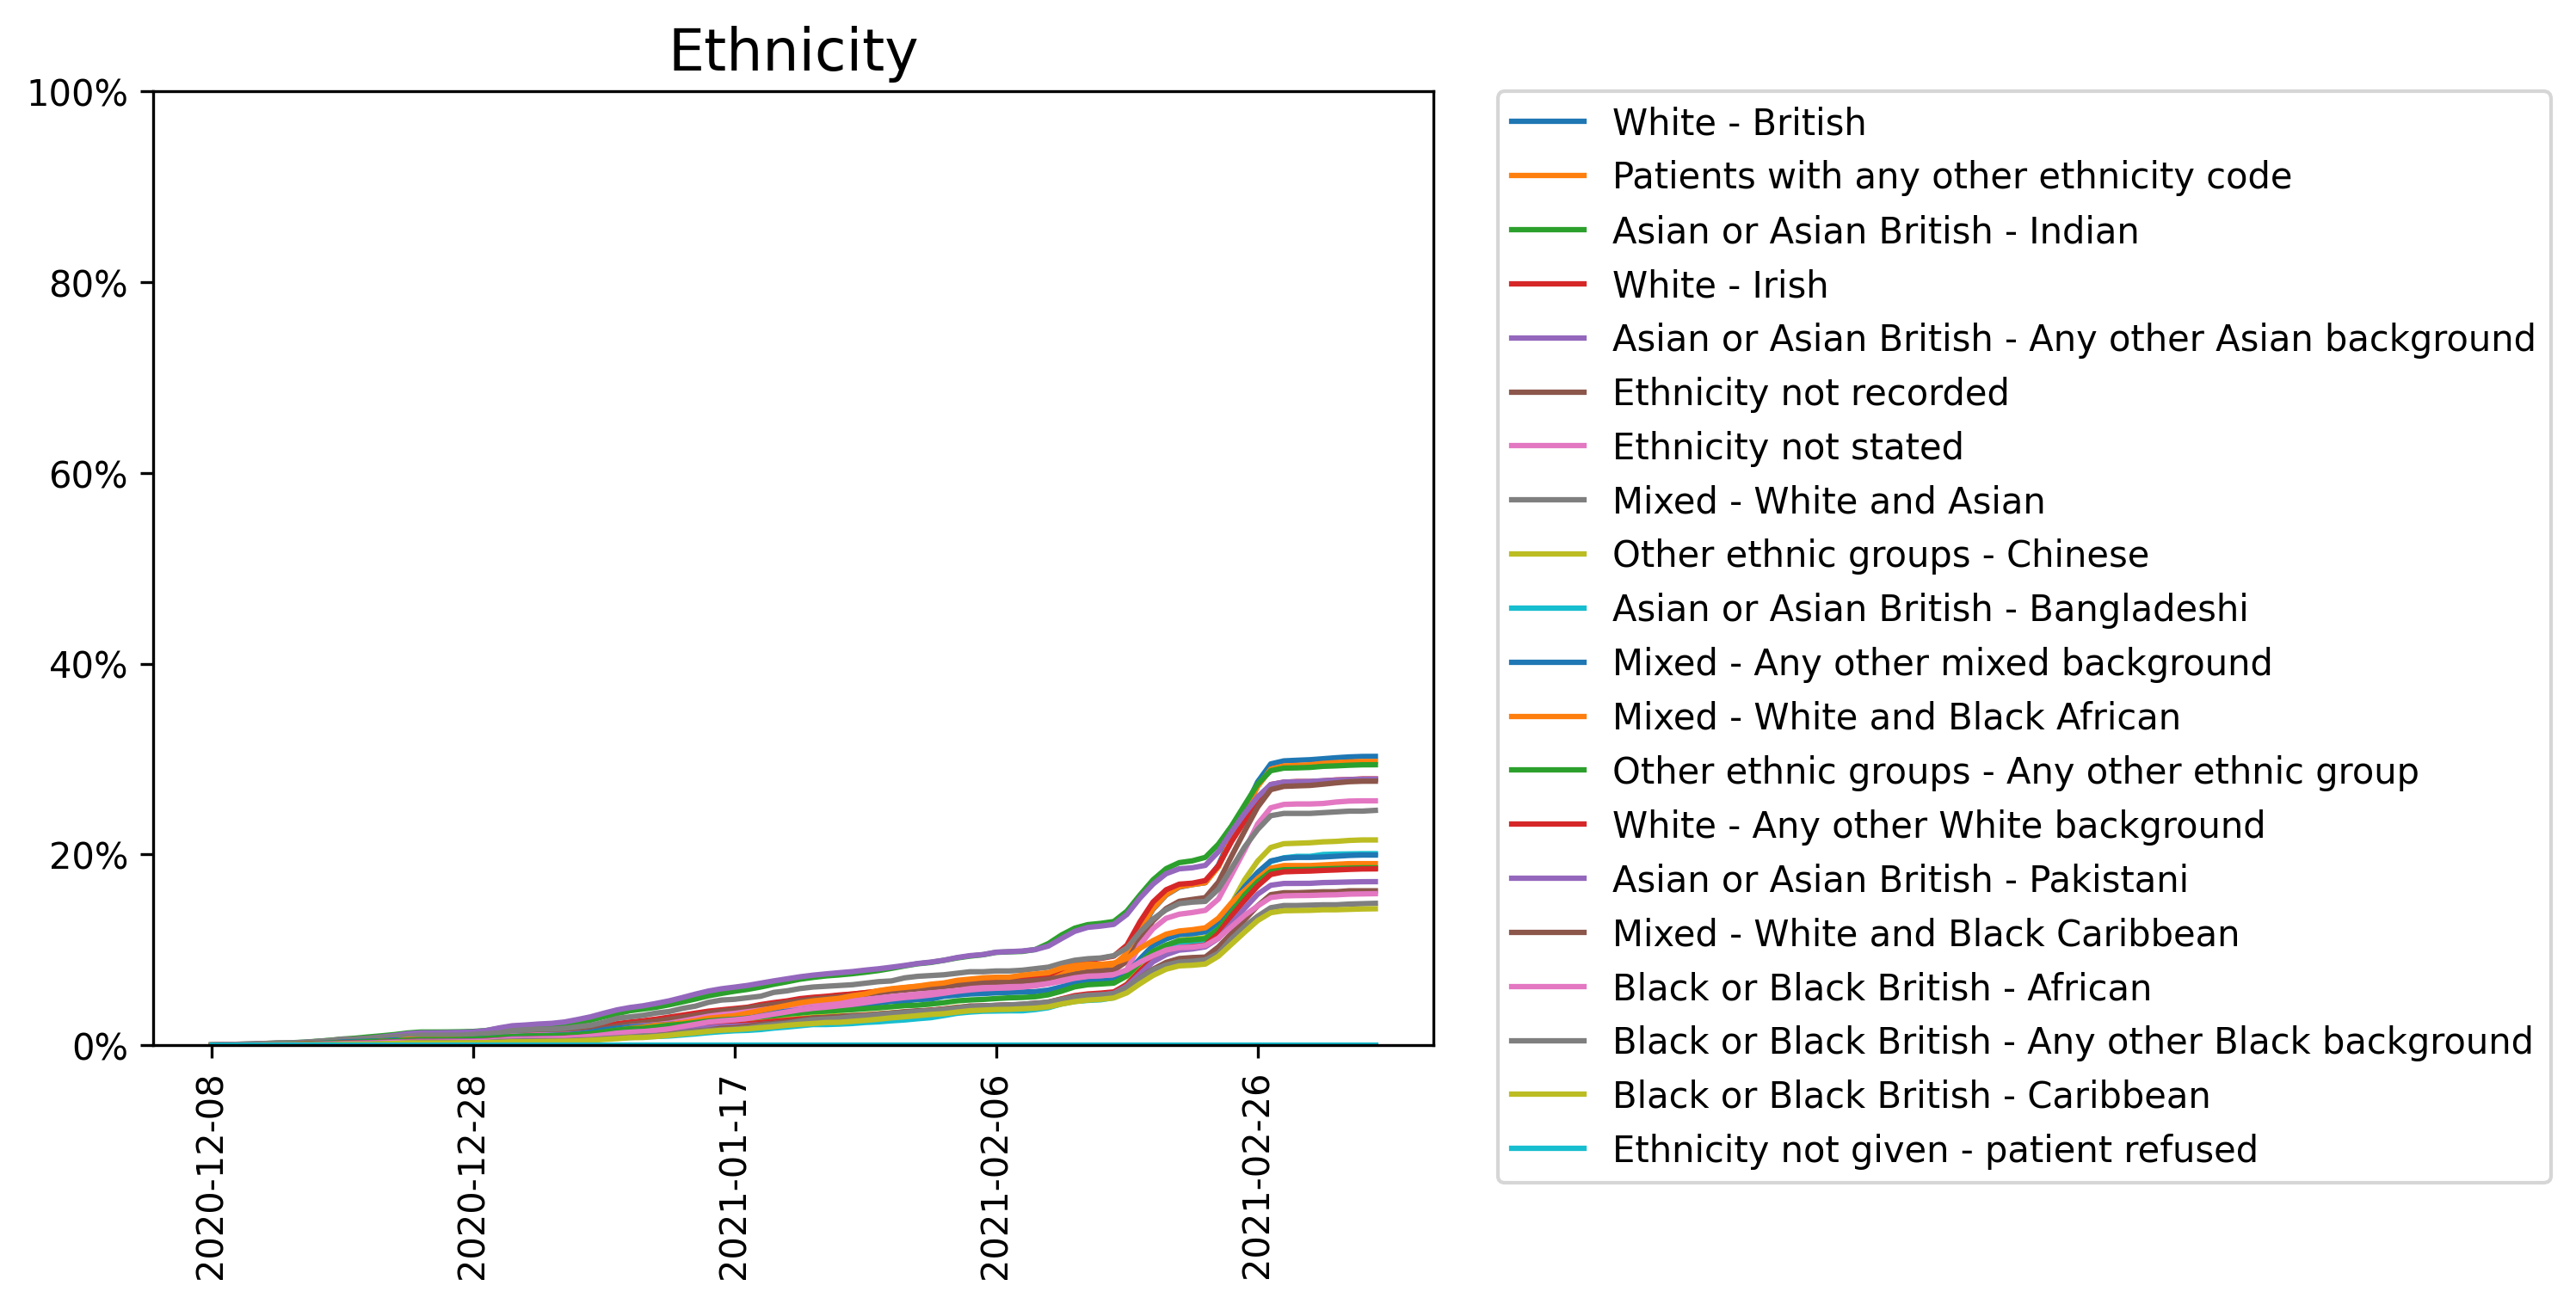 Ethnicity
100%
80%
60%
40%
20%
0%
2020-12-08
2020-12-28
2021-01-17
2021-02-06
2021-02-26
White - British
Patients with any other ethnicity code
Asian or Asian British - Indian
White - Irish
Asian or Asian British - Any other Asian background
Ethnicity not recorded
Ethnicity not stated
Mixed - White and Asian
Other ethnic groups - Chinese
Asian or Asian British - Bangladeshi
Mixed - Any other mixed background
Mixed - White and Black African
Other ethnic groups - Any other ethnic group
White - Any other White background
Asian or Asian British - Pakistani
Mixed - White and Black Caribbean
Black or Black British - African
Black or Black British - Any other Black background
Black or Black British - Caribbean
Ethnicity not given - patient refused